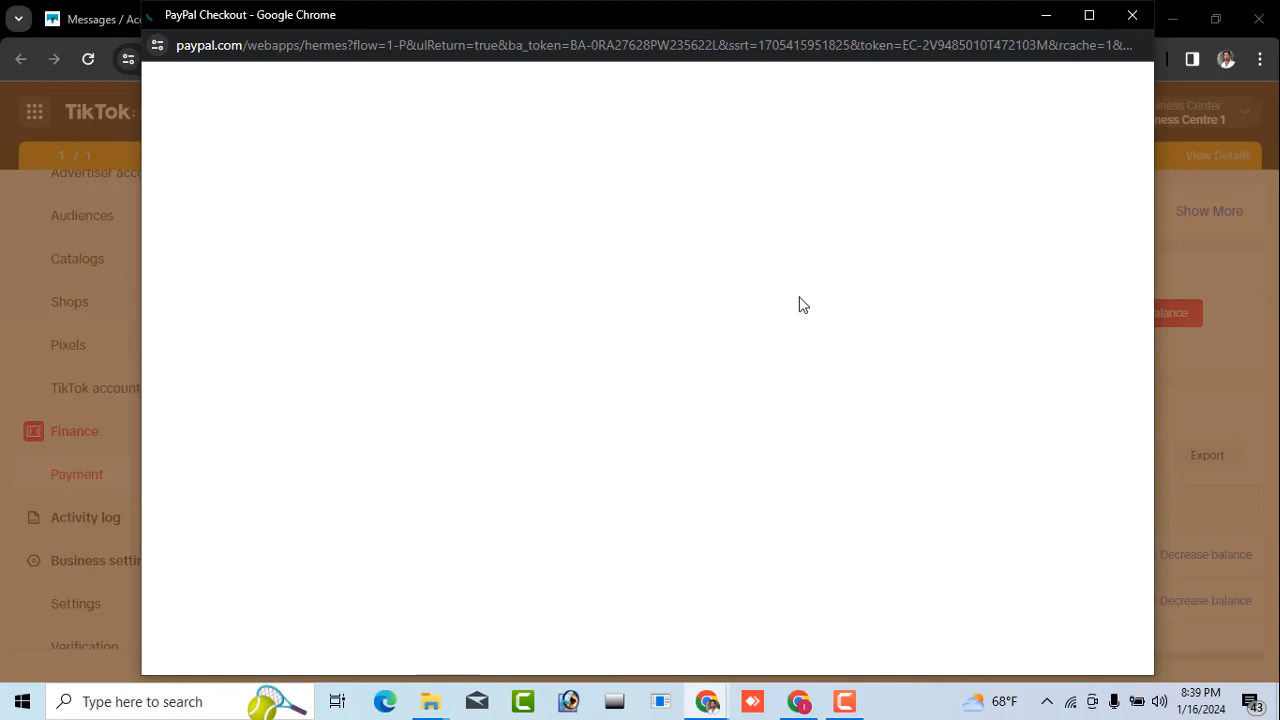 Messages / Acc
PayPal Checkout - Google Chrome
paypal.com/webapps/hermes?flow=1-P&ulReturn=true&ba_token=BA-0RA27628PW235622L&ssrt=1705415951825&token=EC-2V9485010T472103M&rcache=1&...
TikTok:
ness Center
ness Centre 1
1 / 1
View Details
Advertiser acco
Audiences
Show More
Catalogs
Shops
alance
Pixels
TikTok account
Finance
Export
Payment
Activity log
Business settin
Decrease balance
Settings
Decrease balance
Verification
Type here to search
68°F
8:39 PM
1/16/2024
43